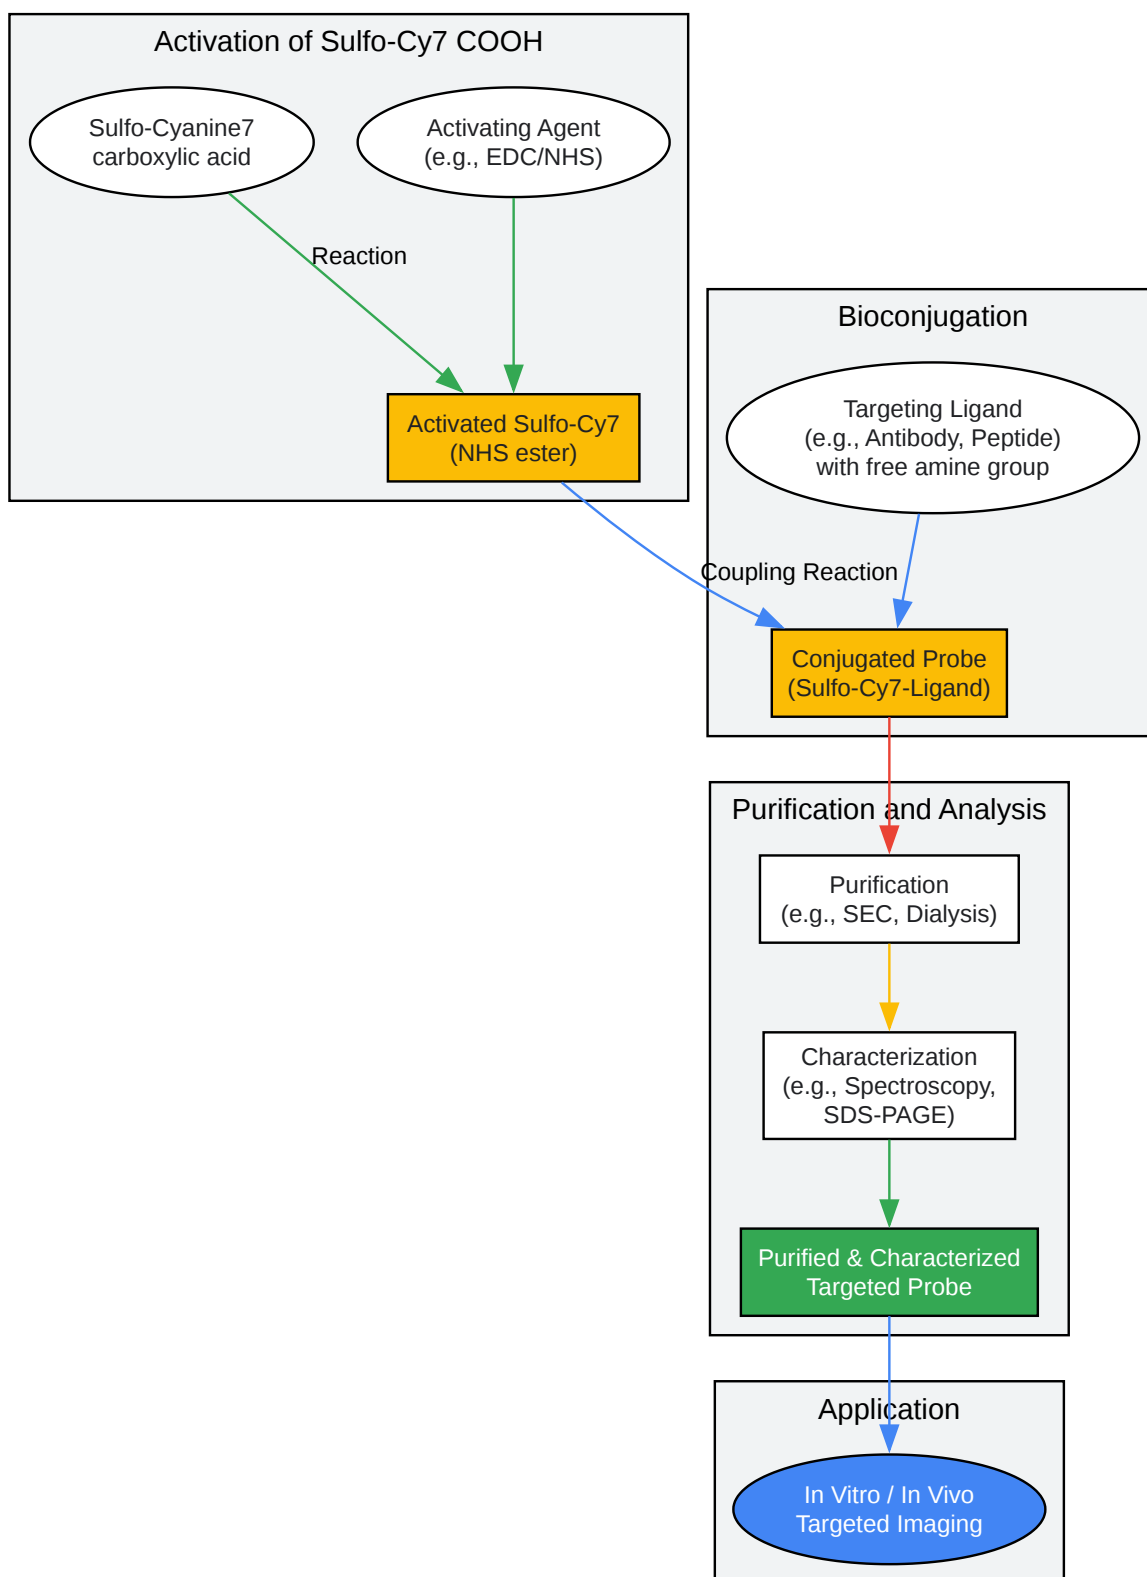 Activation of Sulfo-Cy7 COOH
Sulfo-Cyanine7
carboxylic acid
Activating Agent
(e.g., EDC/NHS)
Reaction
Activated Sulfo-Cy7
(NHS ester)
Bioconjugation
Targeting Ligand
(e.g., Antibody, Peptide)
with free amine group
Coupling Reaction
Conjugated Probe
(Sulfo-Cy7-Ligand)
Purification and Analysis
Purification
(e.g., SEC, Dialysis)
Characterization
(e.g., Spectroscopy,
SDS-PAGE)
Purified & Characterized
Targeted Probe
Application
In Vitro / In Vivo
Targeted Imaging